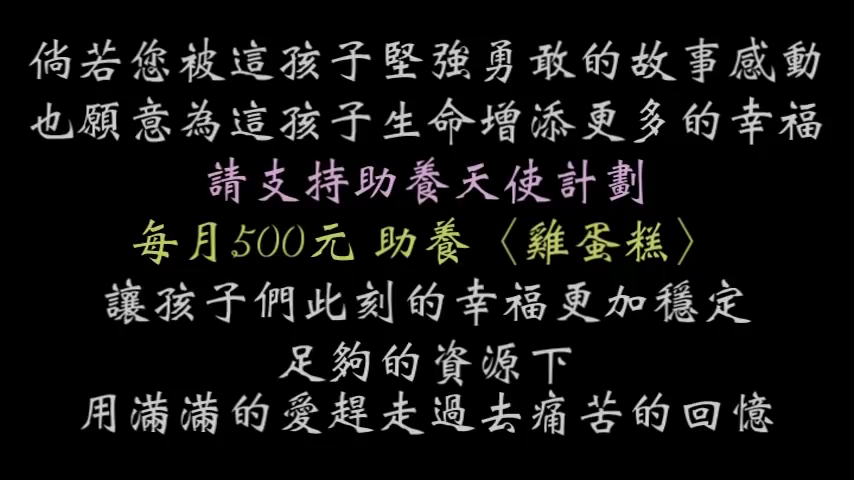 倘若您被這孩子堅強勇敢的故事感動
也願意為這孩子生命增添更多的幸福
請支持助養天使計劃
每月500元 助養〈雞蛋糕〉
讓孩子們此刻的幸福更加穩定
足夠的資源下
用滿滿的愛趕走過去痛苦的回憶